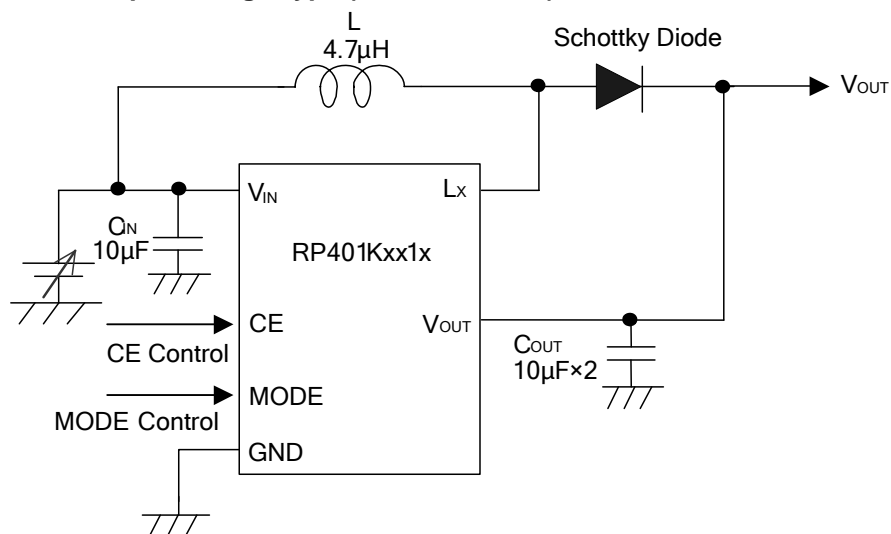 L
4.7µH
Schottky Diode
VOUT
VIN
LX
CIN
10µF
RP401Kxx1x
CE
CE Control
VOUT
COUT
10µF×2
MODE
MODE Control
GND